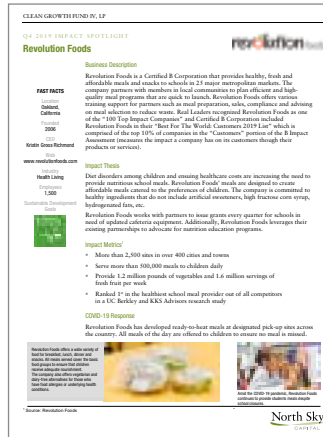 CLEAN GROWTH FUND IV, LP
Q4 2019 IMPACT SPOTLIGHT
Revolution Foods
revolution foods
FAST FACTS
Location
Oakland,
California
Founded
2006
CEO
Kristin Gross Richmond
Web
www.revolutionfoods.com
Industry
Health Living
Employees
1,500
Sustainable Development
Goals
Business Description
Revolution Foods is a Certified B Corporation that provides healthy, fresh and
affordable meals and snacks to schools in 25 major metropolitan markets. The
company partners with members in local communities to plan efficient and high-
quality meal programs that are quick to launch. Revolution Foods offers various
training support for partners such as meal preparation, sales, compliance and advising
on meal selection to reduce waste. Real Leaders recognized Revolution Foods as one
of the "100 Top Impact Companies" and Certified B Corporation included
Revolution Foods in their "Best For The World: Customers 2019 List" which is
comprised of the top 10% of companies in the "Customers" portion of the B Impact
Assessment (measures the impact a company has on its customers though their
products or services).
Impact Thesis
Diet disorders among children and ensuing healthcare costs are increasing the need to
provide nutritious school meals. Revolution Foods' meals are designed to create
affordable meals catered to the preferences of children. The company is committed to
healthy ingredients that do not include artificial sweeteners, high fructose corn syrup,
hydrogenated fats, etc.
Revolution Foods works with partners to issue grants every quarter for schools in
need of updated cafeteria equipment. Additionally, Revolution Foods leverages their
existing partnerships to advocate for nutrition education programs.
Impact Metrics¹
• More than 2,500 sites in over 400 cities and towns
• Serve more than 500,000 meals to children daily
• Provide 1.2 million pounds of vegetables and 1.6 million servings of
fresh fruit per week
• Ranked 1st in the healthiest school meal provider out of all competitors
in a UC Berkley and KKS Advisors research study
COVID-19 Response
Revolution Foods has developed ready-to-heat meals at designated pick-up sites across
the country. All meals of the day are offered to children to ensure no meal is missed.
Revolution Foods offers a wide variety of
food for breakfast, lunch, dinner and
snacks. All meals served cover the basic
food groups to ensure that children
receive adequate nourishment.
The company also offers vegetarian and
dairy-free alternatives for those who
have food allergies or underlying health
conditions.
Amid the COVID-19 pandemic, Revolution Foods
continues to provide students meals despite
school closures.
¹ Source: Revolution Foods
North Sky
CAPITAL